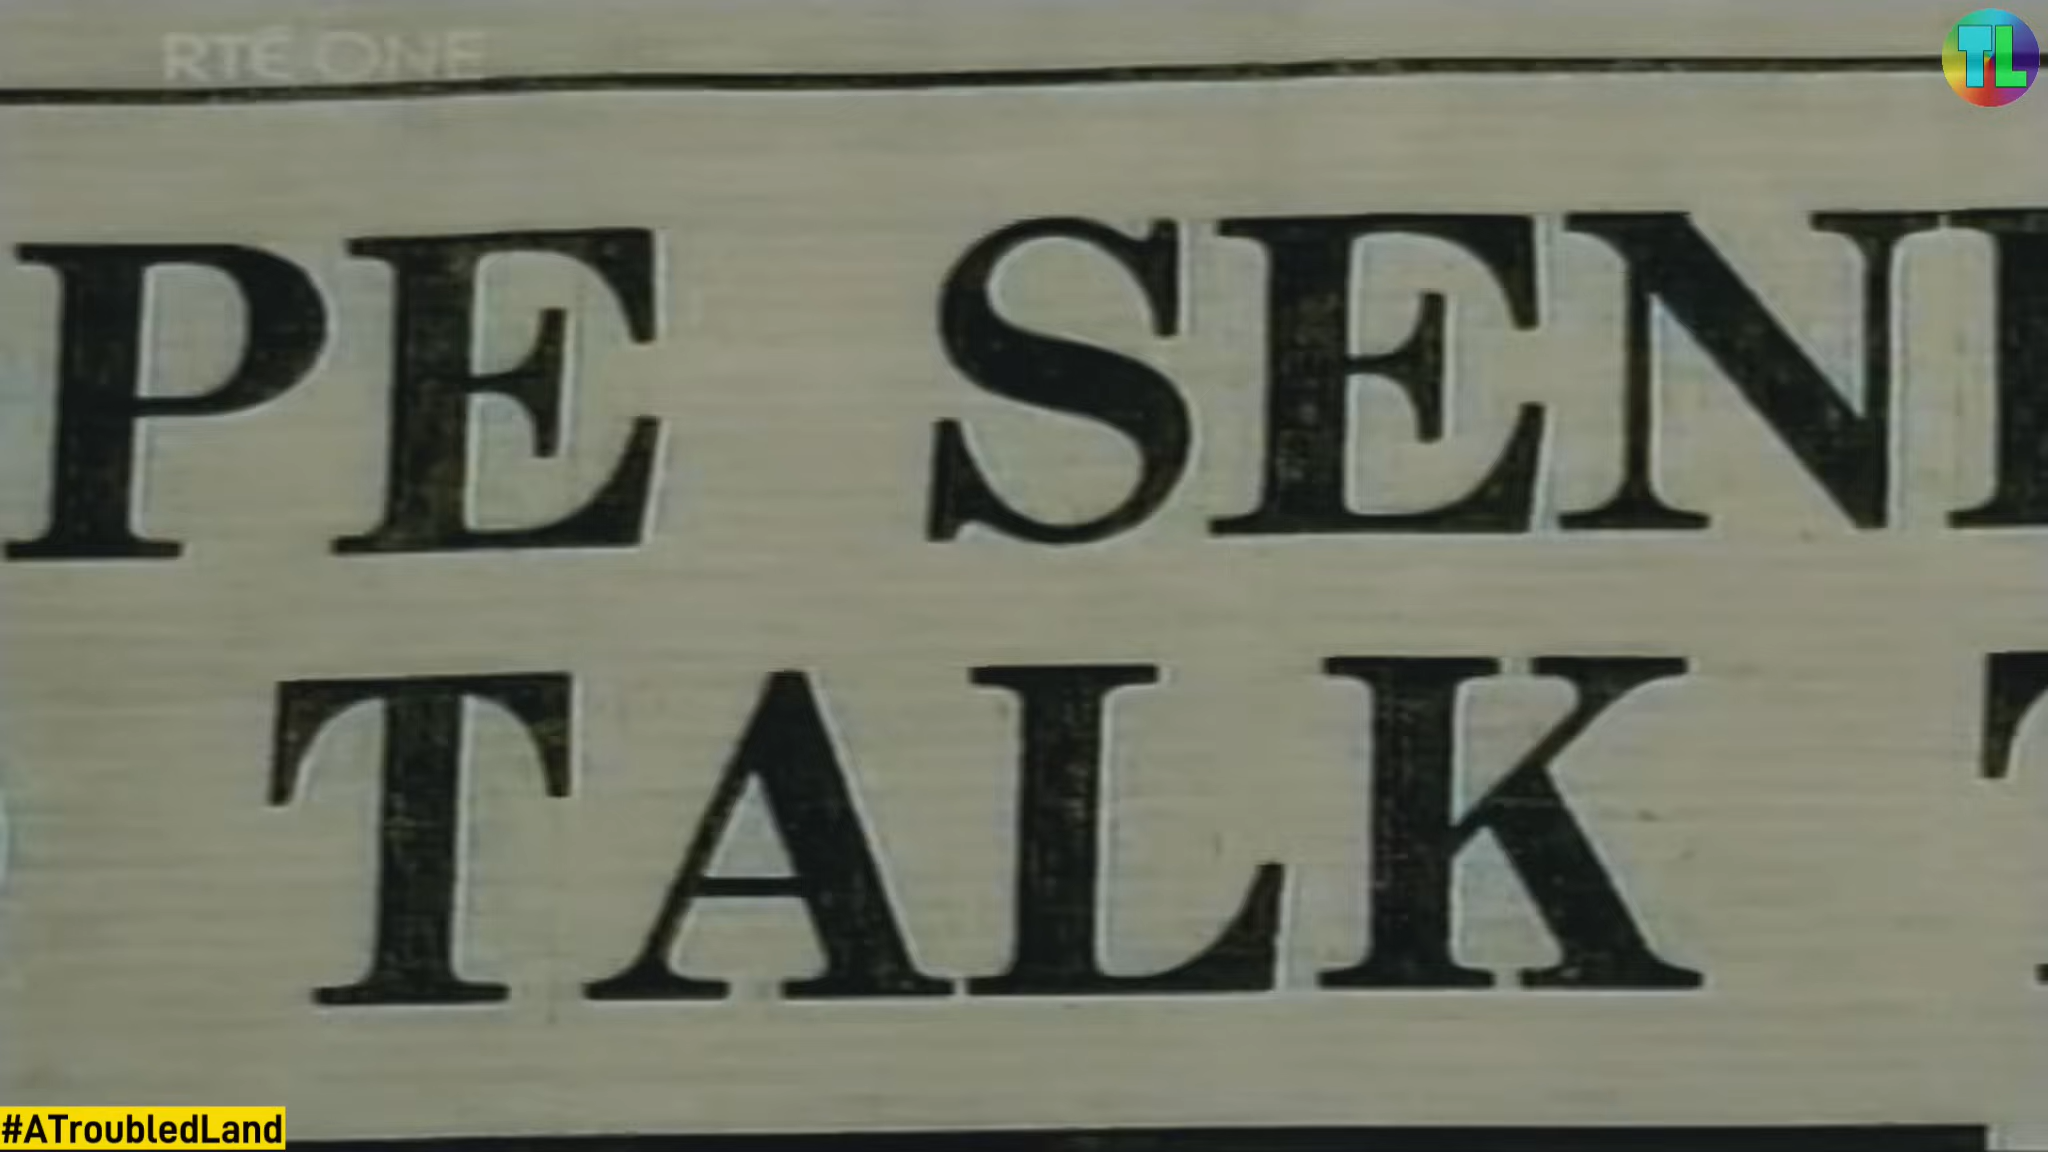 RTÉ ONE
TL
PE SEN
TALK
#ATroubledLand